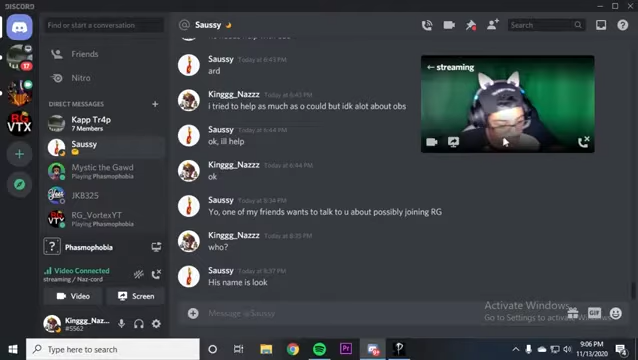 DISCORD
Find or start a conversation
@ Saussy
Search
Friends
Nitro
DIRECT MESSAGES
Kapp Tr4p
7 Members
Saussy
Mystic the Gawd
Playing Phasmophobia
JKB325
RG_VortexYT
Playing Phasmophobia
Phasmophobia
Video Connected
streaming / Naz-cord
Video
Screen
Kinggg_Naz...
#5562
17
RG
VTX
Saussy Today at 6:43 PM
ard
Kinggg_Nazzz Today at 6:43 PM
i tried to help as much as o could but idk alot about obs
Saussy Today at 6:44 PM
ok, ill help
Kinggg_Nazzz Today at 6:44 PM
ok
Saussy Today at 8:34 PM
Yo, one of my friends wants to talk to u about possibly joining RG
Kinggg_Nazzz Today at 8:35 PM
who?
Saussy Today at 8:37 PM
His name is look
Message @Saussy
GIF
streaming
Activate Windows
Go to Settings to activate Windows
Type here to search
Pr
9:06 PM
11/13/2020